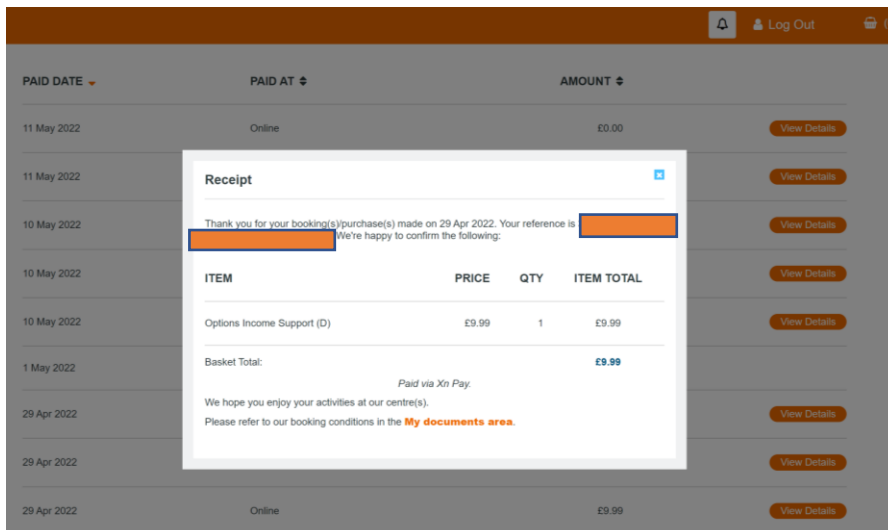 Log Out
PAID DATE PAID AT AMOUNT
11 May 2022 Online £0.00 View Details
11 May 2022 View Details
Receipt
10 May 2022 View Details
Thank you for your booking(s)/purchase(s) made on 29 Apr 2022. Your reference is
We're happy to confirm the following:
10 May 2022 View Details
ITEM PRICE QTY ITEM TOTAL
10 May 2022 View Details
Options Income Support (D) £9.99 1 £9.99
1 May 2022
Basket Total: £9.99
Paid via Xn Pay.
We hope you enjoy your activities at our centre(s).
29 Apr 2022 View Details
Please refer to our booking conditions in the My documents area.
29 Apr 2022 View Details
29 Apr 2022 Online £9.99 View Details